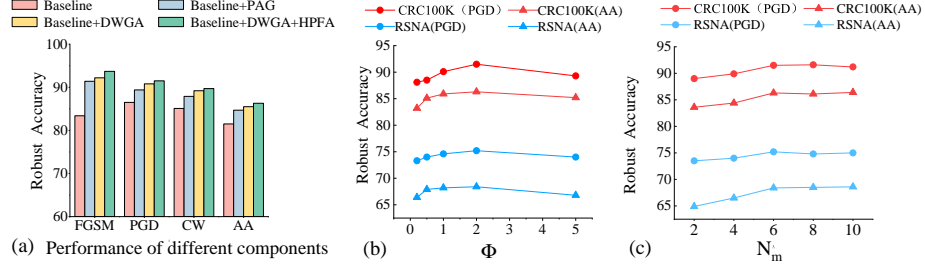 Baseline Baseline+PAG
Baseline+DWGA Baseline+DWGA+HPFA
Robust Accuracy
100
90
80
70
60
FGSM PGD CW AA
(a) Performance of different components
CRC100K（PGD） CRC100K(AA)
RSNA(PGD) RSNA(AA)
Robust Accuracy
95
90
85
80
75
70
65
0 1 2 3 4 5
(b) Φ
CRC100K（PGD） CRC100K(AA)
RSNA(PGD) RSNA(AA)
Robust Accuracy
95
90
85
80
75
70
65
2 4 6 8 10
(c) Nm